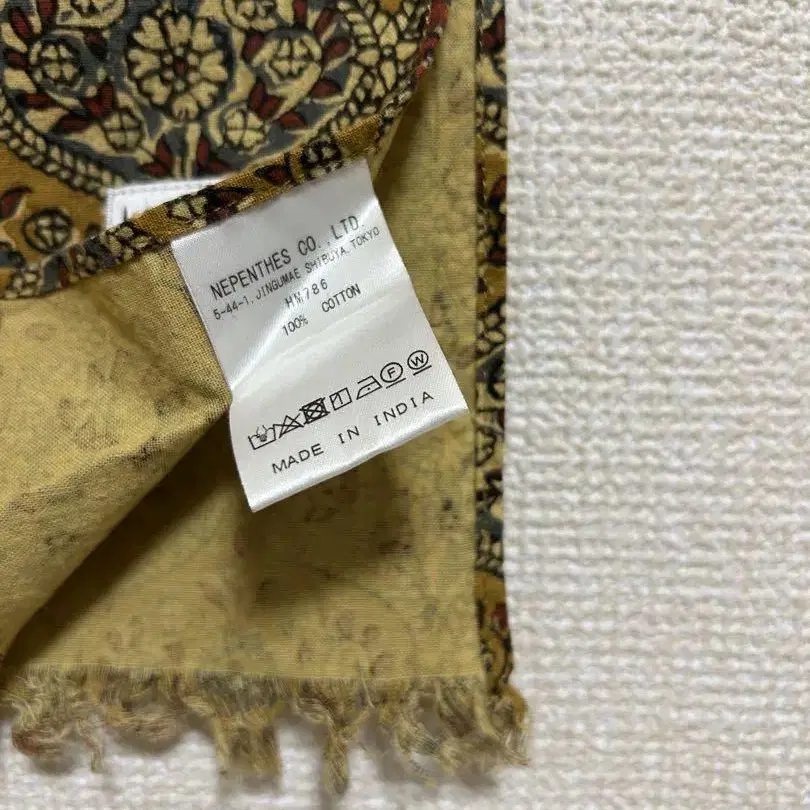 NEPENTHES CO.,LTD.
5-44-1, JINGUMAE SHIBUYA, TOKYO
HM786
100% COTTON
F W
MADE IN INDIA